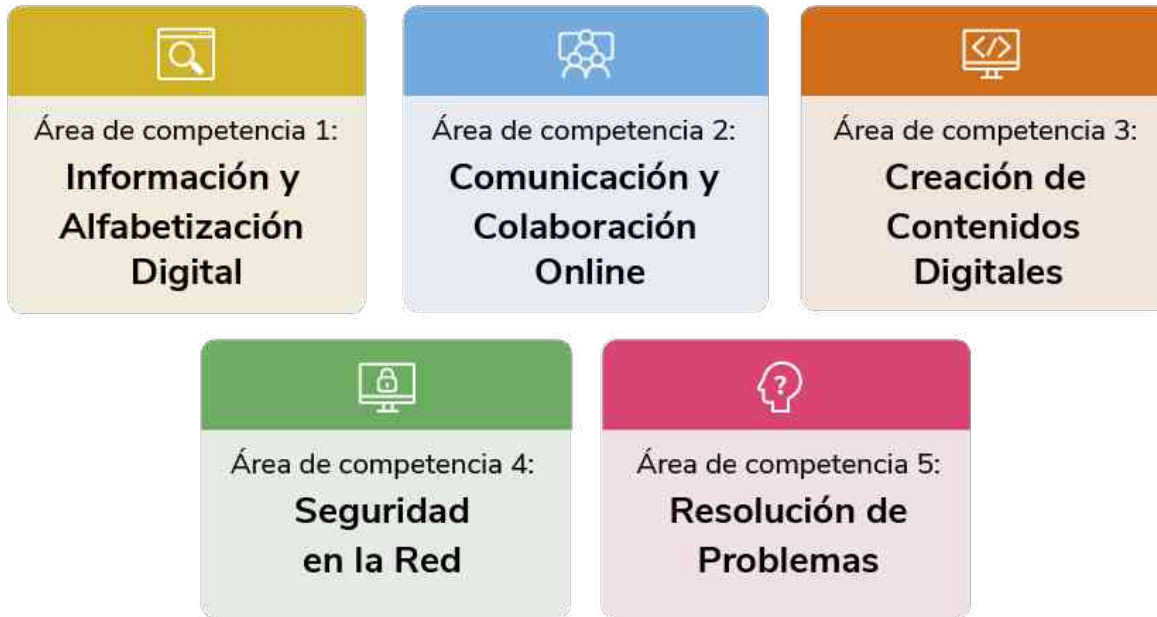 Área de competencia 1:
Información y
Alfabetización
Digital
Área de competencia 2:
Comunicación y
Colaboración
Online
</>
Área de competencia 3:
Creación de
Contenidos
Digitales
Área de competencia 4:
Seguridad
en la Red
?
Área de competencia 5:
Resolución de
Problemas